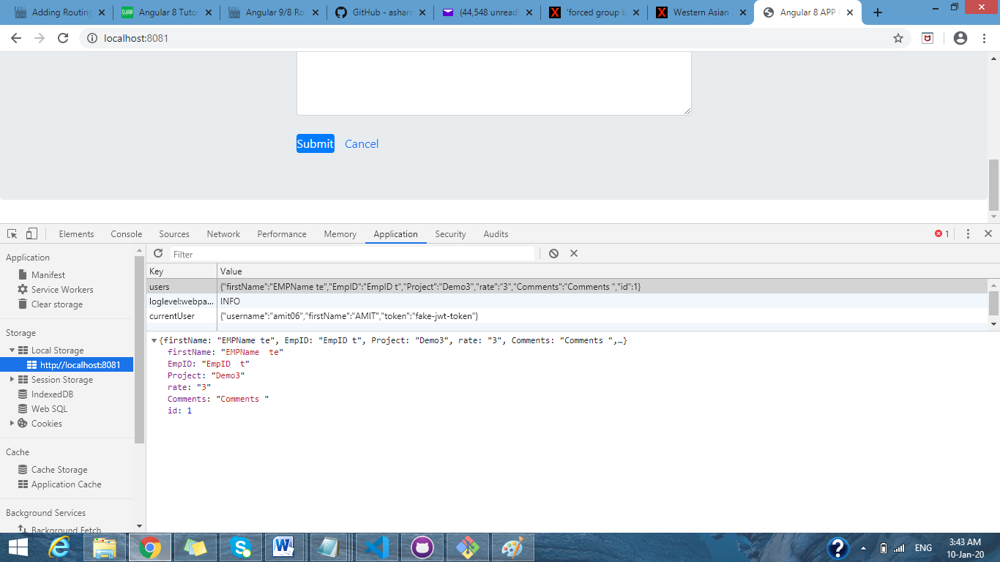 Adding Routing
Angular 8 Tutor
Angular 9/8 Ro
GitHub - asharm
(44,548 unread)
'forced group b
Western Asian
Angular 8 APP
localhost:8081
Submit Cancel
Elements Console Sources Network Performance Memory Application Security Audits 1
Application
Manifest
Service Workers
Clear storage
Storage
Local Storage
http://localhost:8081
Session Storage
IndexedDB
Web SQL
Cookies
Cache
Cache Storage
Application Cache
Background Services
Background Fetch
Filter
Key Value
users {"firstName":"EMPName te","EmpID":"EmpID t","Project":"Demo3","rate":"3","Comments":"Comments ","id":1}
loglevel:webpa... INFO
currentUser {"username":"amit06","firstName":"AMIT","token":"fake-jwt-token"}
{firstName: "EMPName te", EmpID: "EmpID t", Project: "Demo3", rate: "3", Comments: "Comments ",…}
firstName: "EMPName  te"
EmpID: "EmpID  t"
Project: "Demo3"
rate: "3"
Comments: "Comments "
id: 1
ENG
3:43 AM
10-Jan-20